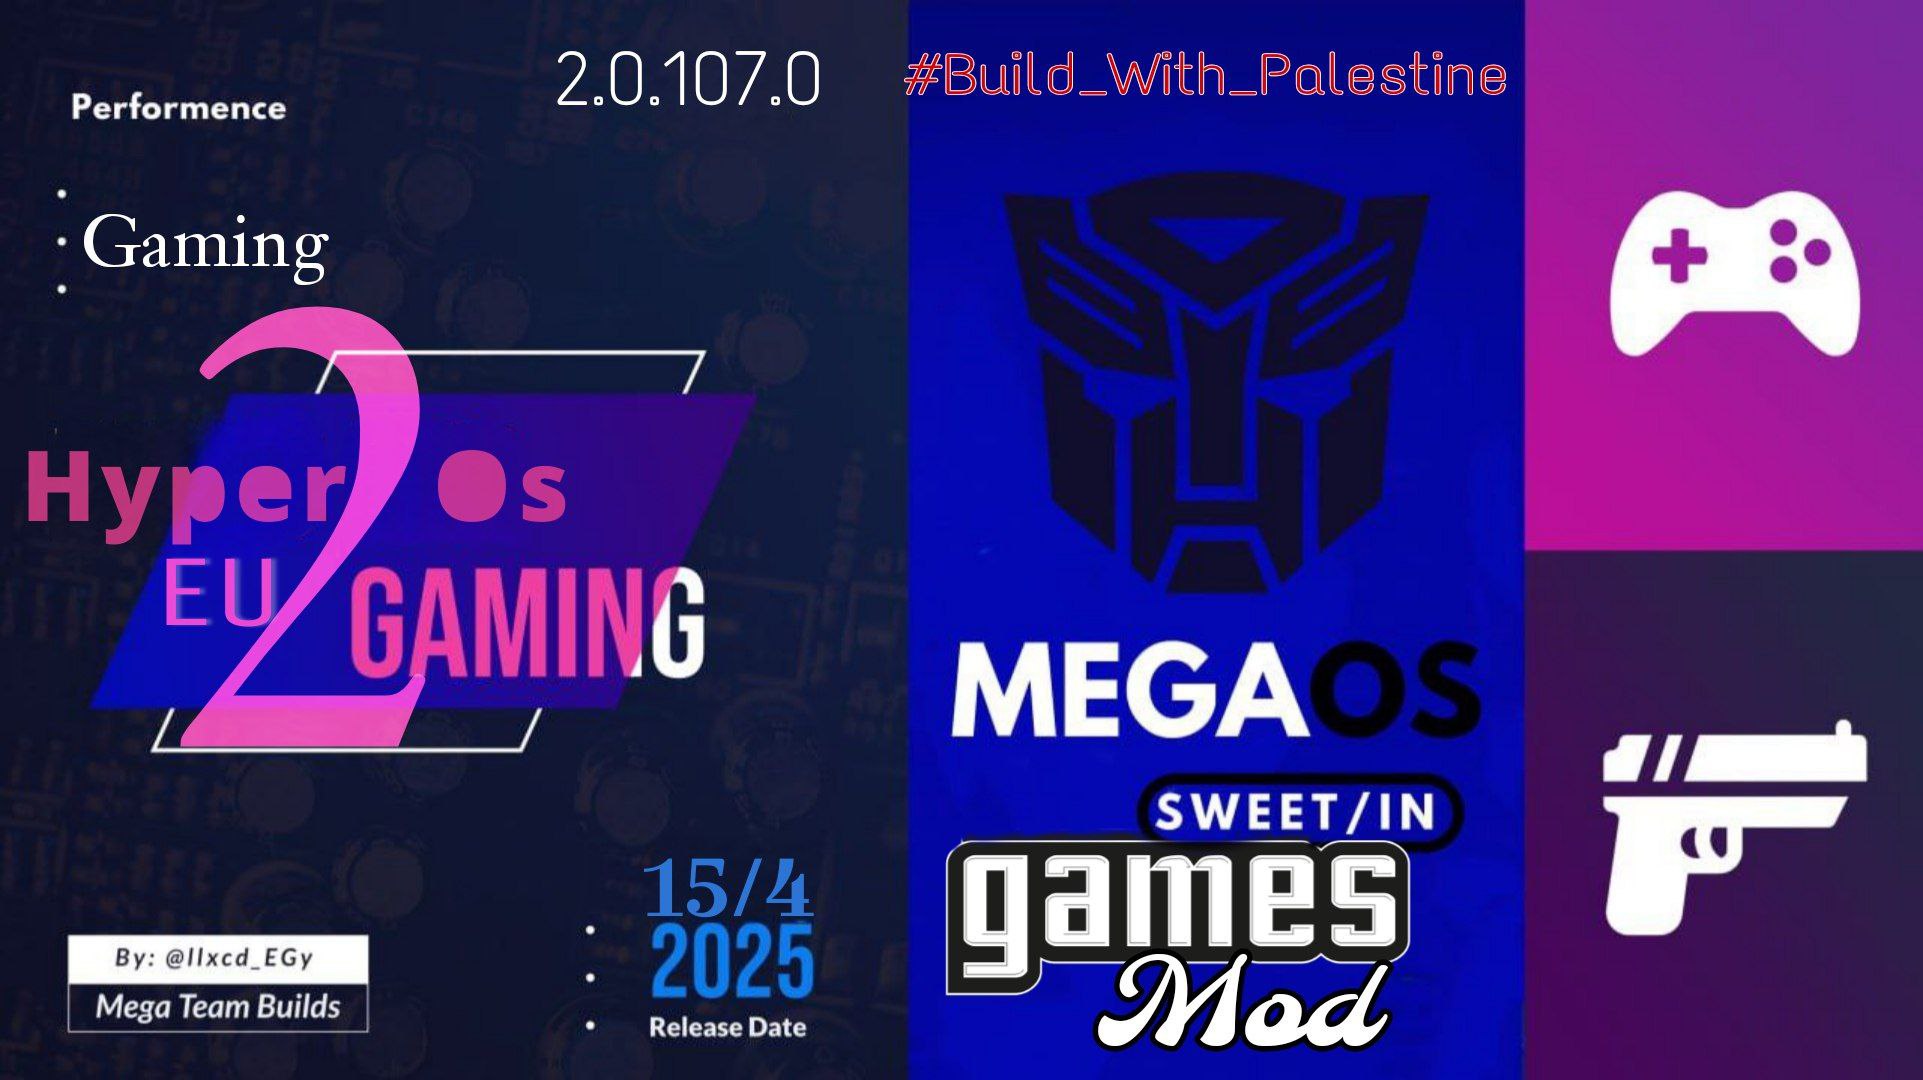 Performence
2.0.107.0
#Build_With_Palestine
Gaming
2
Hyper Os
EU
GAMING
MEGAOS
SWEET/IN
games
Mod
15/4
2025
Release Date
By: @llxcd_EGy
Mega Team Builds